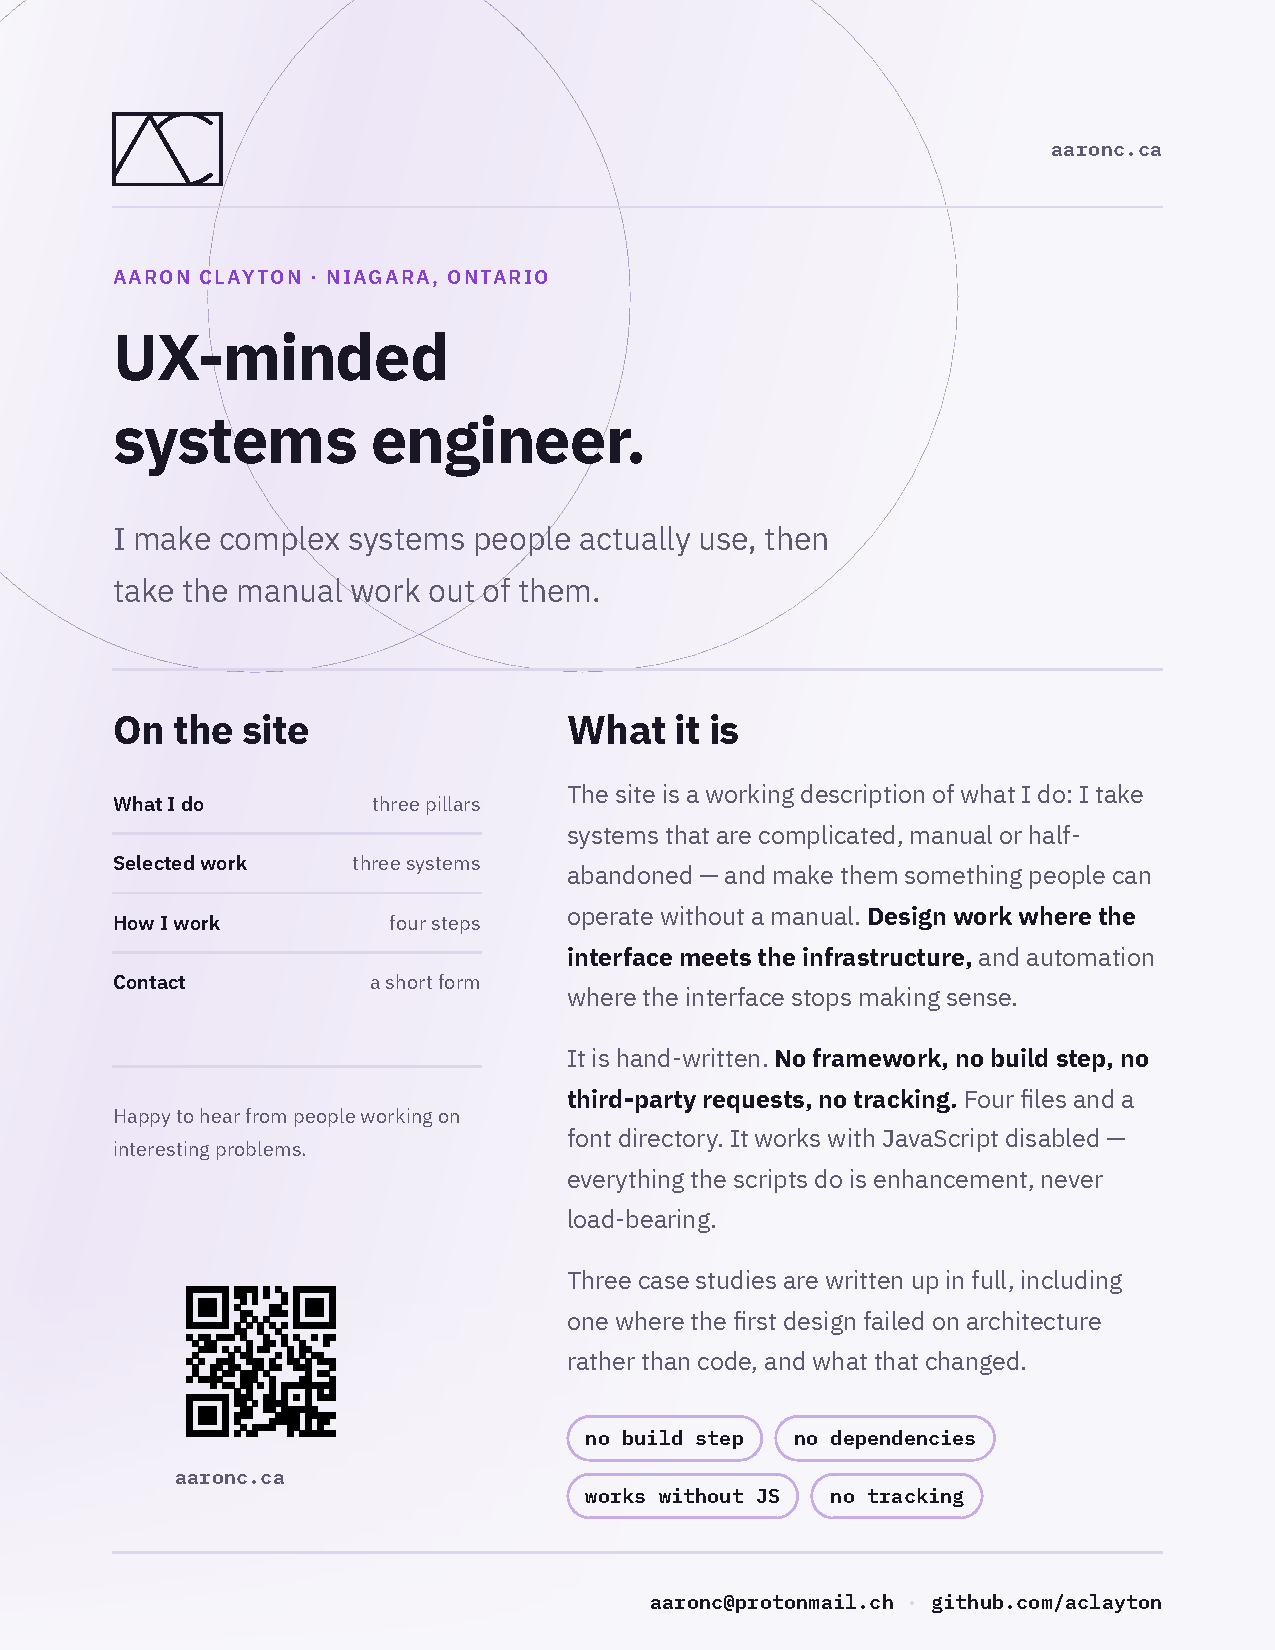 AC
aaronc.ca
AARON CLAYTON · NIAGARA, ONTARIO
UX-minded
systems engineer.
I make complex systems people actually use, then
take the manual work out of them.
On the site
What I do three pillars
Selected work three systems
How I work four steps
Contact a short form
Happy to hear from people working on
interesting problems.
aaronc.ca
What it is
The site is a working description of what I do: I take
systems that are complicated, manual or half-
abandoned — and make them something people can
operate without a manual. Design work where the
interface meets the infrastructure, and automation
where the interface stops making sense.
It is hand-written. No framework, no build step, no
third-party requests, no tracking. Four files and a
font directory. It works with JavaScript disabled —
everything the scripts do is enhancement, never
load-bearing.
Three case studies are written up in full, including
one where the first design failed on architecture
rather than code, and what that changed.
no build step no dependencies
works without JS no tracking
aaronc@protonmail.ch · github.com/aclayton